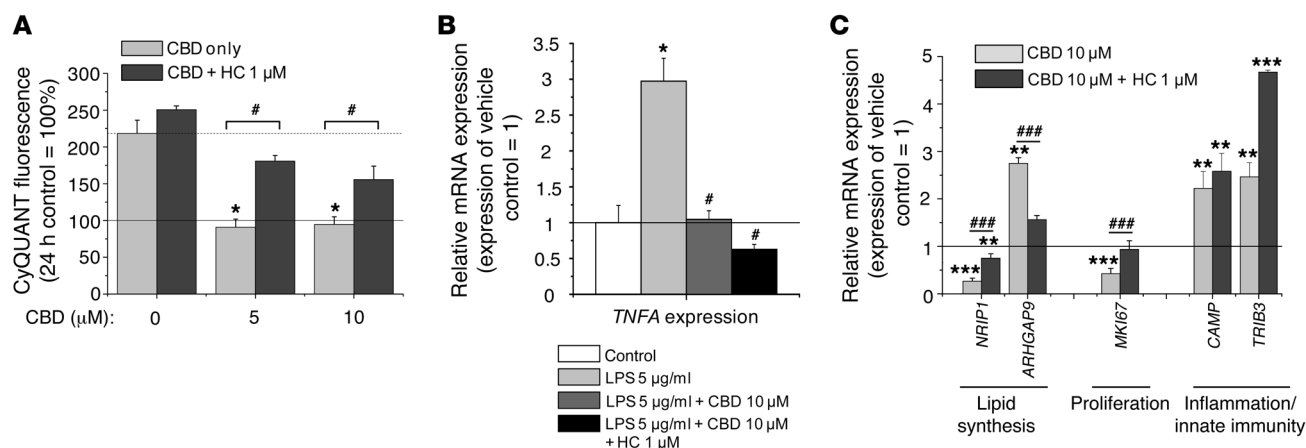 A
CBD only
CBD + HC 1 μM
CyQUANT fluorescence
(24 h control = 100%)
300
250
200
150
100
50
0
#
#
*
*
CBD (μM):
0
5
10
B
Relative mRNA expression
(expression of vehicle
control = 1)
3.5
3
2.5
2
1.5
1
0.5
0
*
#
#
TNFA expression
Control
LPS 5 μg/ml
LPS 5 μg/ml + CBD 10 μM
LPS 5 μg/ml + CBD 10 μM
+ HC 1 μM
C
CBD 10 μM
CBD 10 μM + HC 1 μM
Relative mRNA expression
(expression of vehicle
control = 1)
5
4
3
2
1
0
###
***
**
###
**
###
***
**
**
**
***
NRIP1
ARHGAP9
MKI67
CAMP
TRIB3
Lipid
synthesis
Proliferation
Inflammation/
innate immunity